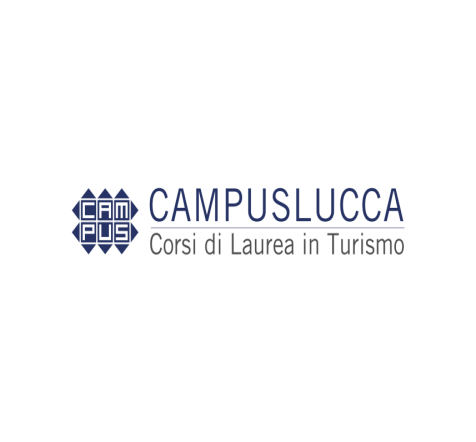 CAM
PUS
CAMPUSLUCCA
Corsi di Laurea in Turismo